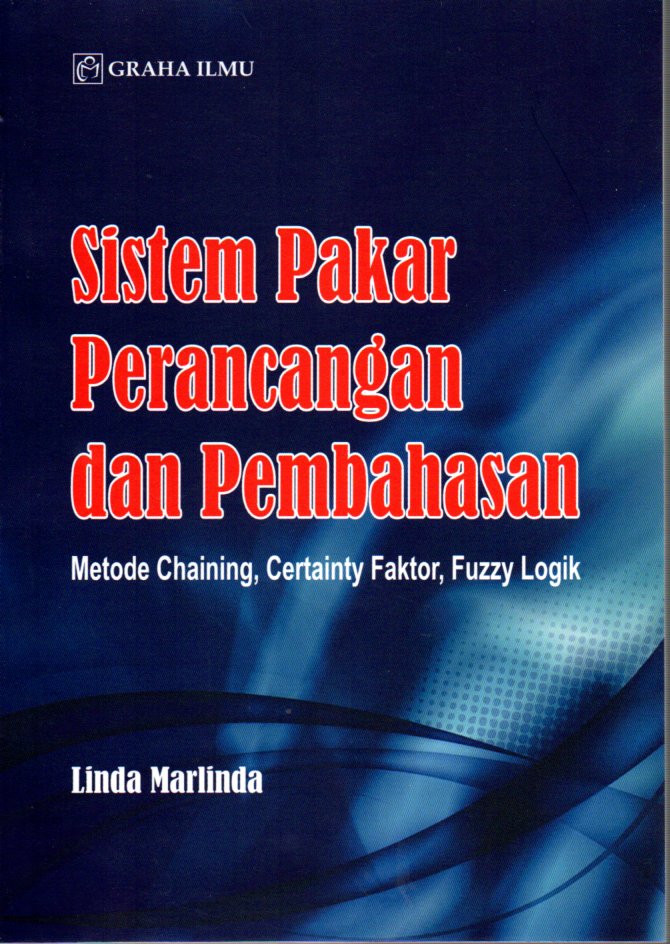 GRAHA ILMU
Sistem Pakar
Perancangan
dan Pembahasan
Metode Chaining, Certainty Faktor, Fuzzy Logik
Linda Marlinda